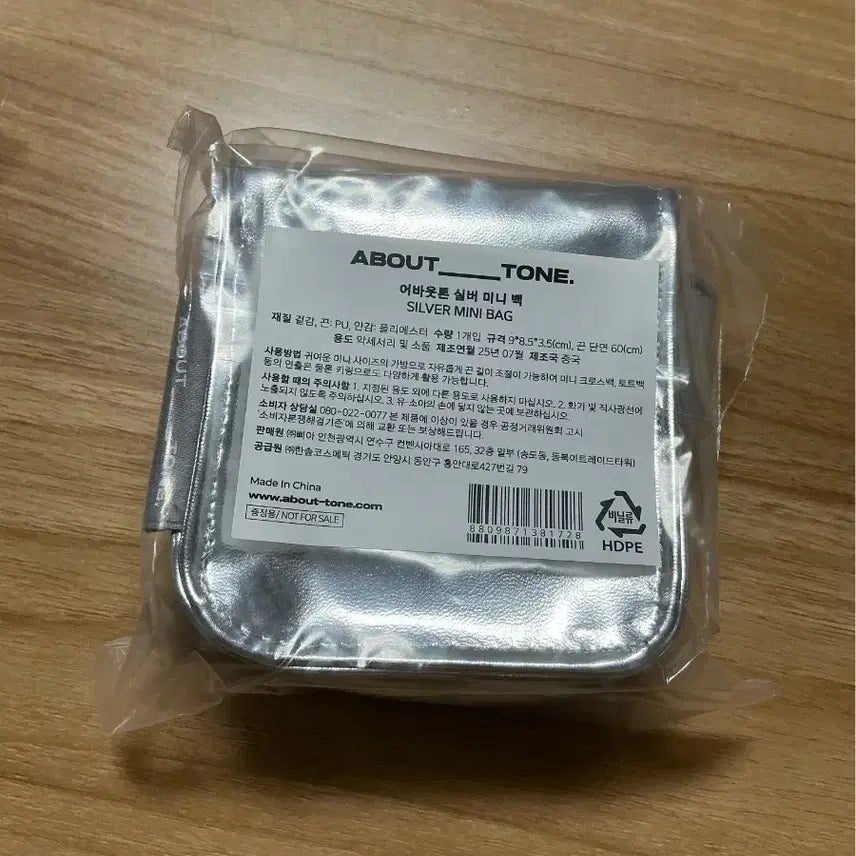 ABOUT____TONE.
어바웃톤 실버 미니 백
SILVER MINI BAG
재질 겉감, 끈: PU, 안감: 폴리에스터 수량 1개입 규격 9*8.5*3.5(cm), 끈 단면 60(cm)
용도 악세서리 및 소품 제조연월 25년 07월 제조국 중국
사용방법 귀여운 미니 사이즈의 가방으로 자유롭게 끈 길이 조절이 가능하여 미니 크로스백, 토트백
등의 연출은 물론 키링으로도 다양하게 활용 가능합니다.
사용할 때의 주의사항 1. 지정된 용도 외에 다른 용도로 사용하지 마십시오. 2. 화기 및 직사광선에
노출되지 않도록 주의하십시오. 3. 유·소아의 손에 닿지 않는 곳에 보관하십시오.
소비자 상담실 080-022-0077 본 제품에 이상이 있을 경우 공정거래위원회 고시
'소비자분쟁해결기준'에 의해 교환 또는 보상해드립니다.
판매원 ㈜삐아 인천광역시 연수구 컨벤시아대로 165, 32층 일부 (송도동, 동북아트레이드타워)
공급원 ㈜한솔코스메틱 경기도 안양시 동안구 흥안대로427번길 79
Made In China
www.about-tone.com
증정용/ NOT FOR SALE
8809871381728
비닐류
HDPE
ABOUT